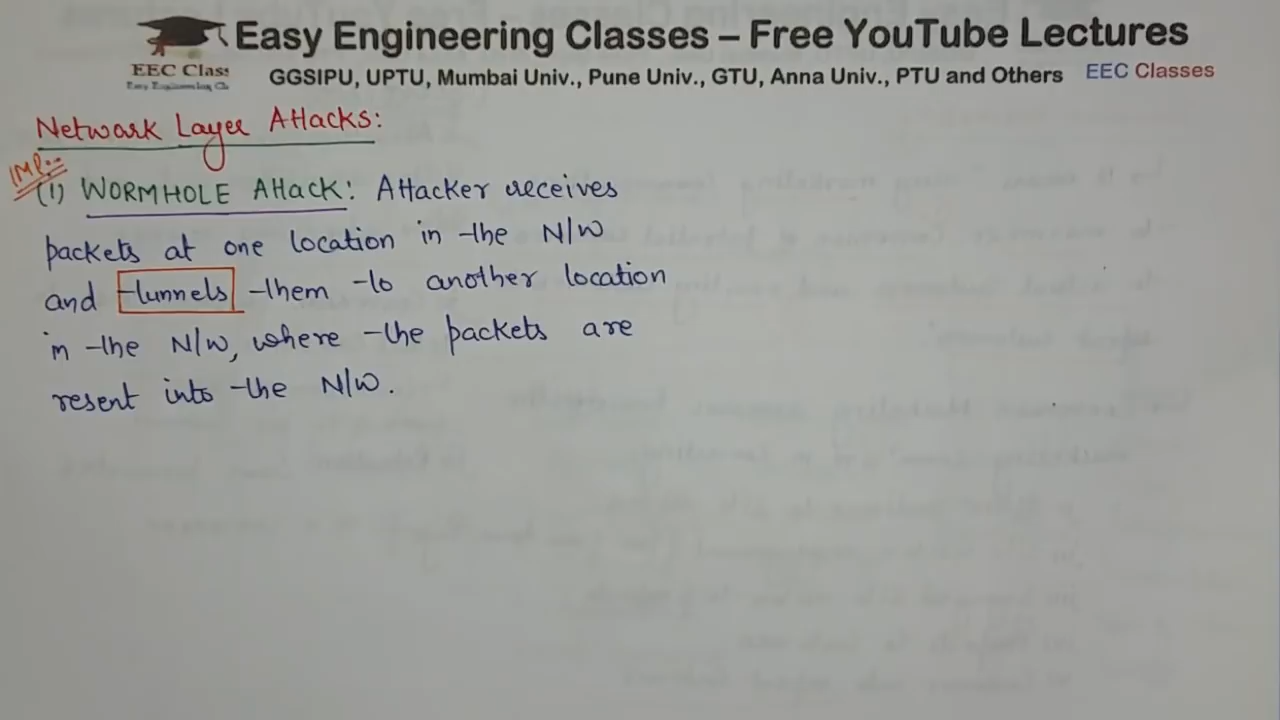 Easy Engineering Classes – Free YouTube Lectures
EEC Class
GGSIPU, UPTU, Mumbai Univ., Pune Univ., GTU, Anna Univ., PTU and Others
EEC Classes
Network Layer Attacks:
IMP..
(1) WORMHOLE Attack: Attacker receives
packets at one location in the N/W
and tunnels them to another location
in the N/W, where the packets are
resent into the N/W.